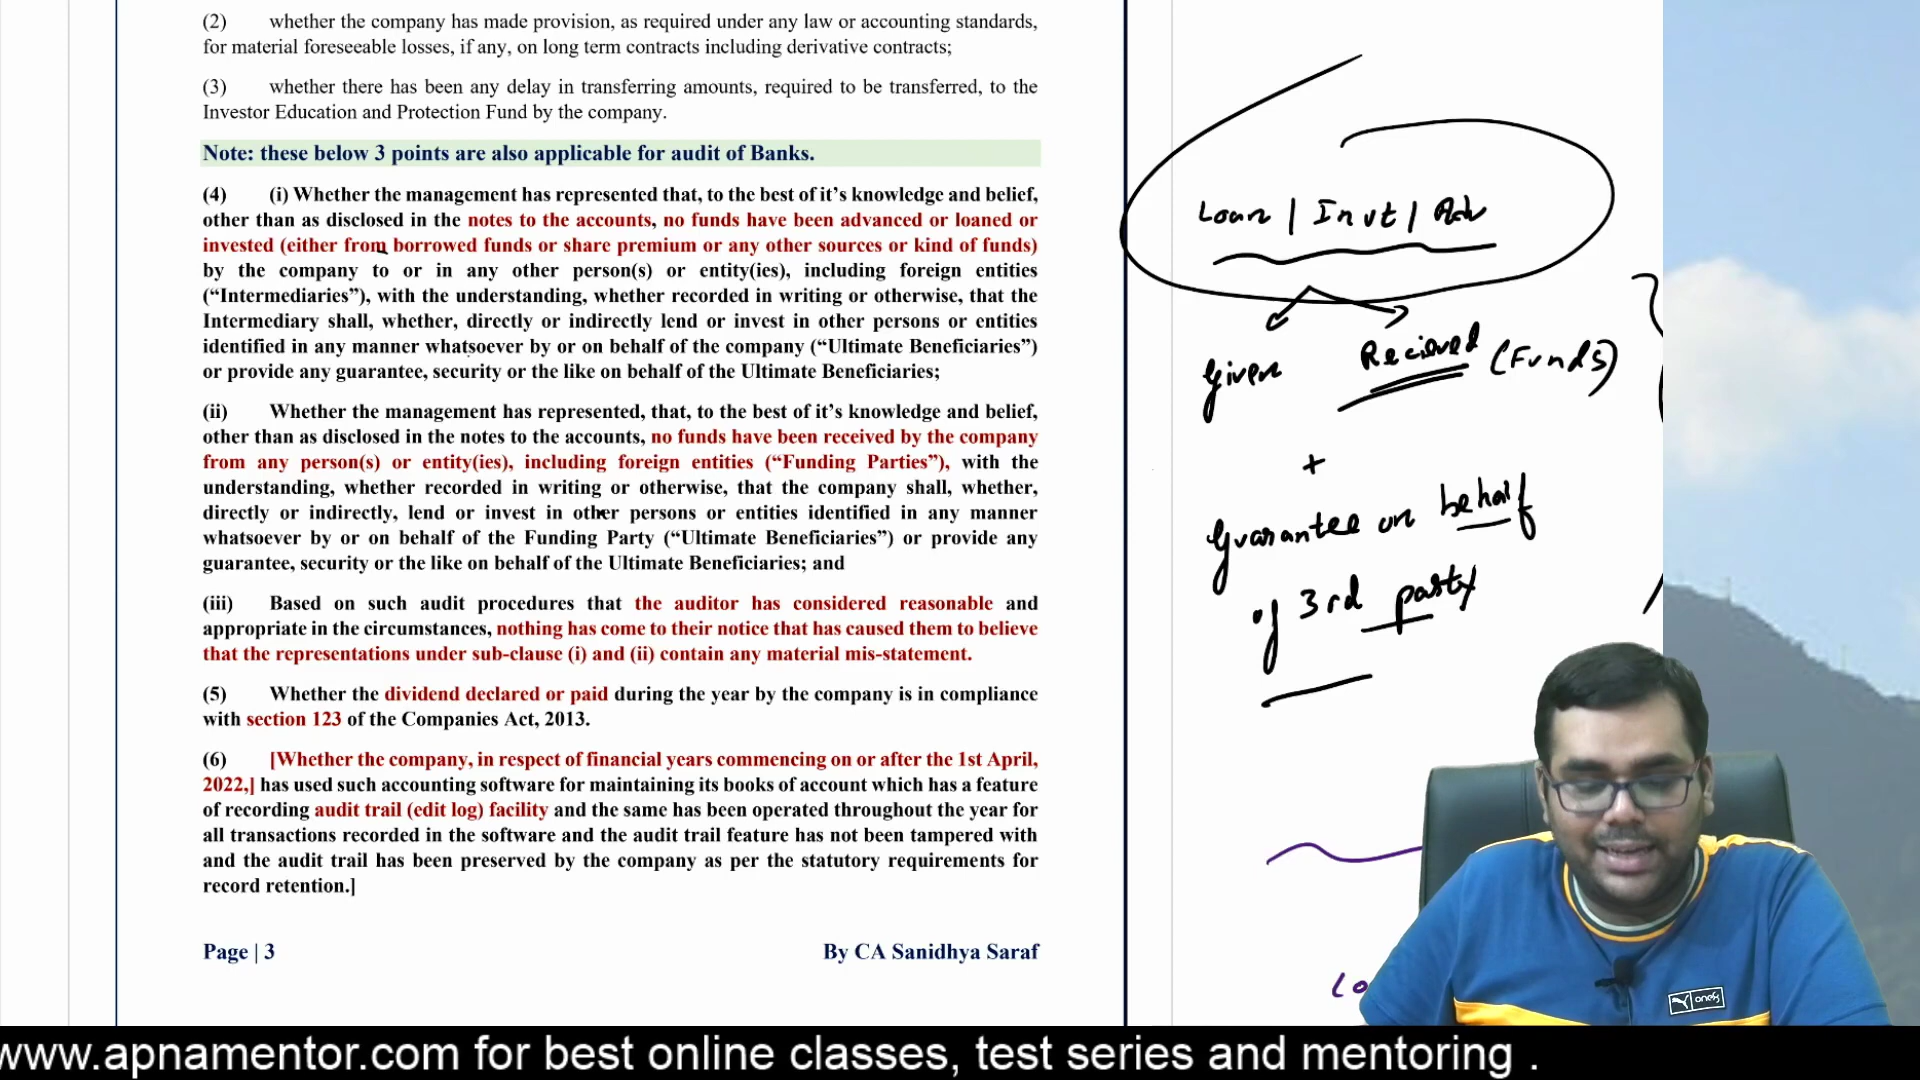 (2) whether the company has made provision, as required under any law or accounting standards,
for material foreseeable losses, if any, on long term contracts including derivative contracts;
(3) whether there has been any delay in transferring amounts, required to be transferred, to the
Investor Education and Protection Fund by the company.
Note: these below 3 points are also applicable for audit of Banks.
(4) (i) Whether the management has represented that, to the best of it’s knowledge and belief,
other than as disclosed in the notes to the accounts, no funds have been advanced or loaned or
invested (either from borrowed funds or share premium or any other sources or kind of funds)
by the company to or in any other person(s) or entity(ies), including foreign entities
(“Intermediaries”), with the understanding, whether recorded in writing or otherwise, that the
Intermediary shall, whether, directly or indirectly lend or invest in other persons or entities
identified in any manner whatsoever by or on behalf of the company (“Ultimate Beneficiaries”)
or provide any guarantee, security or the like on behalf of the Ultimate Beneficiaries;
(ii) Whether the management has represented, that, to the best of it’s knowledge and belief,
other than as disclosed in the notes to the accounts, no funds have been received by the company
from any person(s) or entity(ies), including foreign entities (“Funding Parties”), with the
understanding, whether recorded in writing or otherwise, that the company shall, whether,
directly or indirectly, lend or invest in other persons or entities identified in any manner
whatsoever by or on behalf of the Funding Party (“Ultimate Beneficiaries”) or provide any
guarantee, security or the like on behalf of the Ultimate Beneficiaries; and
(iii) Based on such audit procedures that the auditor has considered reasonable and
appropriate in the circumstances, nothing has come to their notice that has caused them to believe
that the representations under sub-clause (i) and (ii) contain any material mis-statement.
(5) Whether the dividend declared or paid during the year by the company is in compliance
with section 123 of the Companies Act, 2013.
(6) [Whether the company, in respect of financial years commencing on or after the 1st April,
2022,] has used such accounting software for maintaining its books of account which has a feature
of recording audit trail (edit log) facility and the same has been operated throughout the year for
all transactions recorded in the software and the audit trail feature has not been tampered with
and the audit trail has been preserved by the company as per the statutory requirements for
record retention.]
Page | 3 By CA Sanidhya Saraf
Loan | Invt | Adv
Given Recieved (Funds)
+
Guarantee on behalf
of 3rd party
Lo
www.apnamentor.com for best online classes, test series and mentoring .